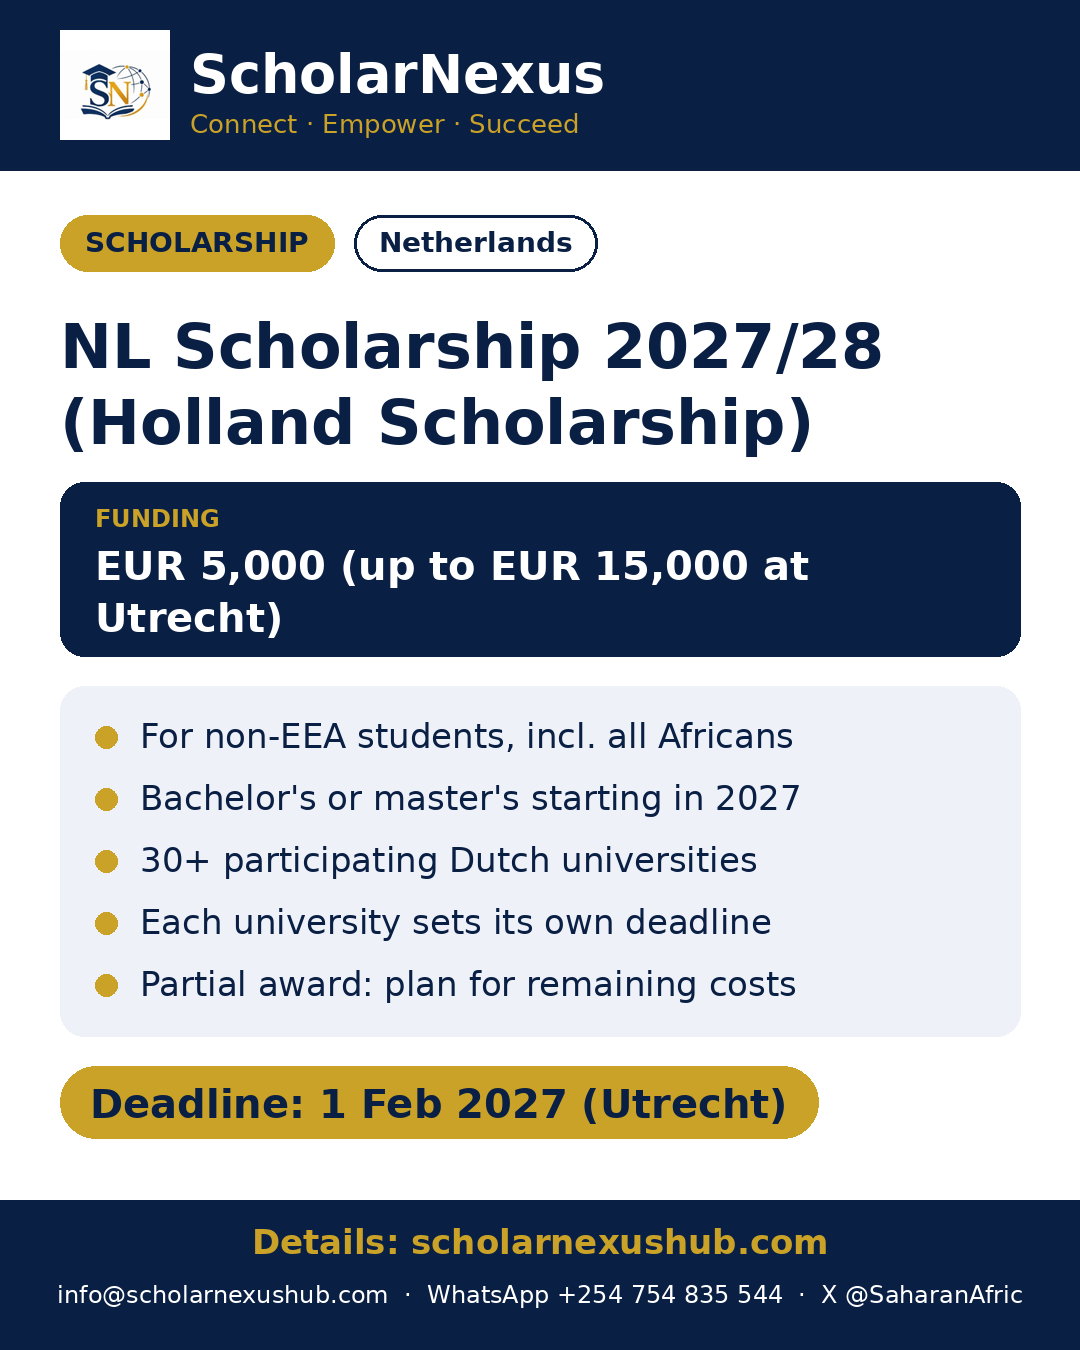 SN
ScholarNexus
Connect · Empower · Succeed
SCHOLARSHIP
Netherlands
NL Scholarship 2027/28
(Holland Scholarship)
FUNDING
EUR 5,000 (up to EUR 15,000 at
Utrecht)
For non-EEA students, incl. all Africans
Bachelor's or master's starting in 2027
30+ participating Dutch universities
Each university sets its own deadline
Partial award: plan for remaining costs
Deadline: 1 Feb 2027 (Utrecht)
Details: scholarnexushub.com
info@scholarnexushub.com · WhatsApp +254 754 835 544 · X @SaharanAfric